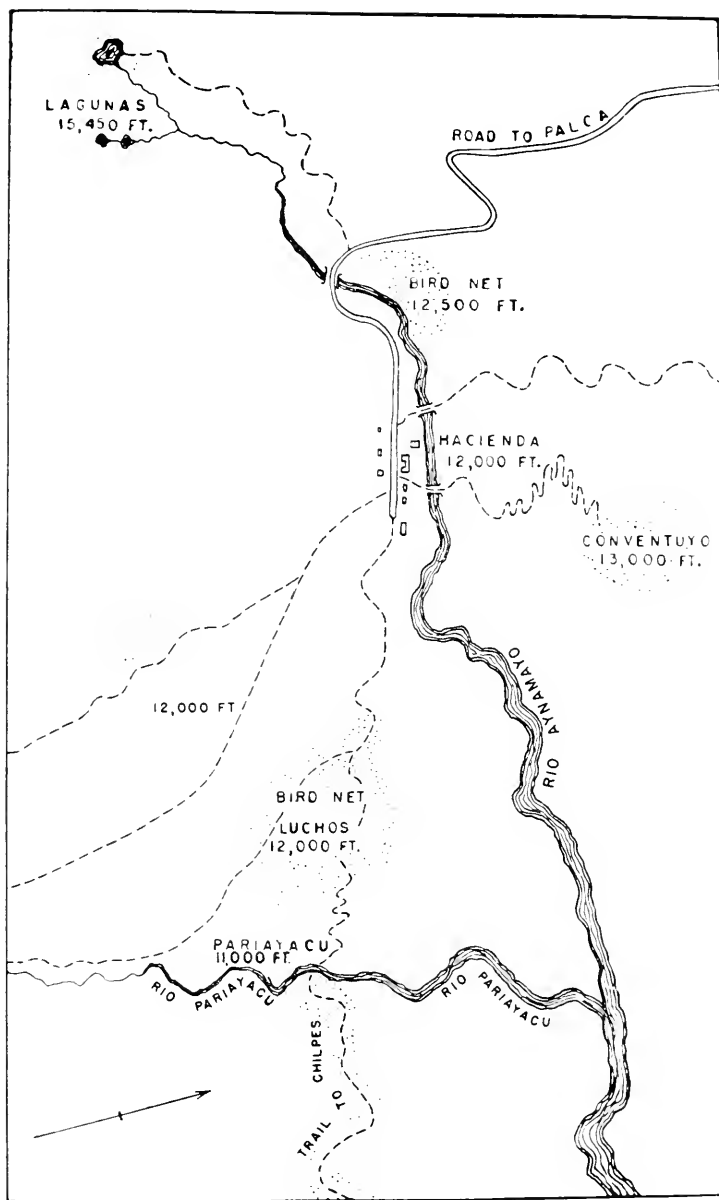 LAGUNAS
15,450 FT.
ROAD TO PALCA
BIRD NET
12,500 FT.
HACIENDA
12,000 FT.
CONVENTUYO
13,000 FT.
RIO AYNAMAYO
12,000 FT
BIRD NET
LUCHOS
12,000 FT.
PARIAYACU
11,000 FT.
RIO PARIAYACU
RIO PARIAYACU
TRAIL TO CHILPES